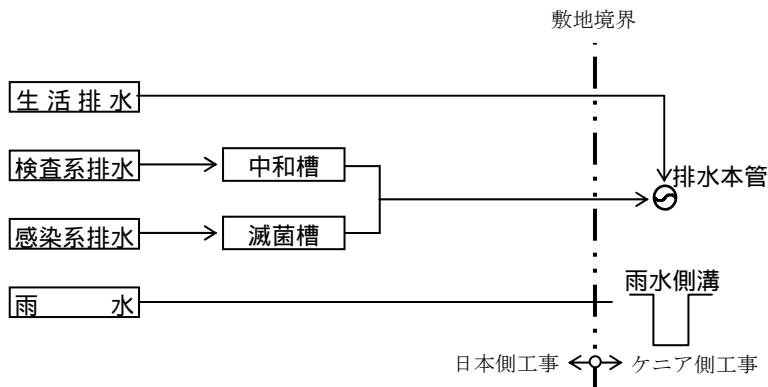 敷地境界
生活排水
検査系排水
中和槽
排水本管
感染系排水
滅菌槽
雨水側溝
雨 水
日本側工事
ケニア側工事